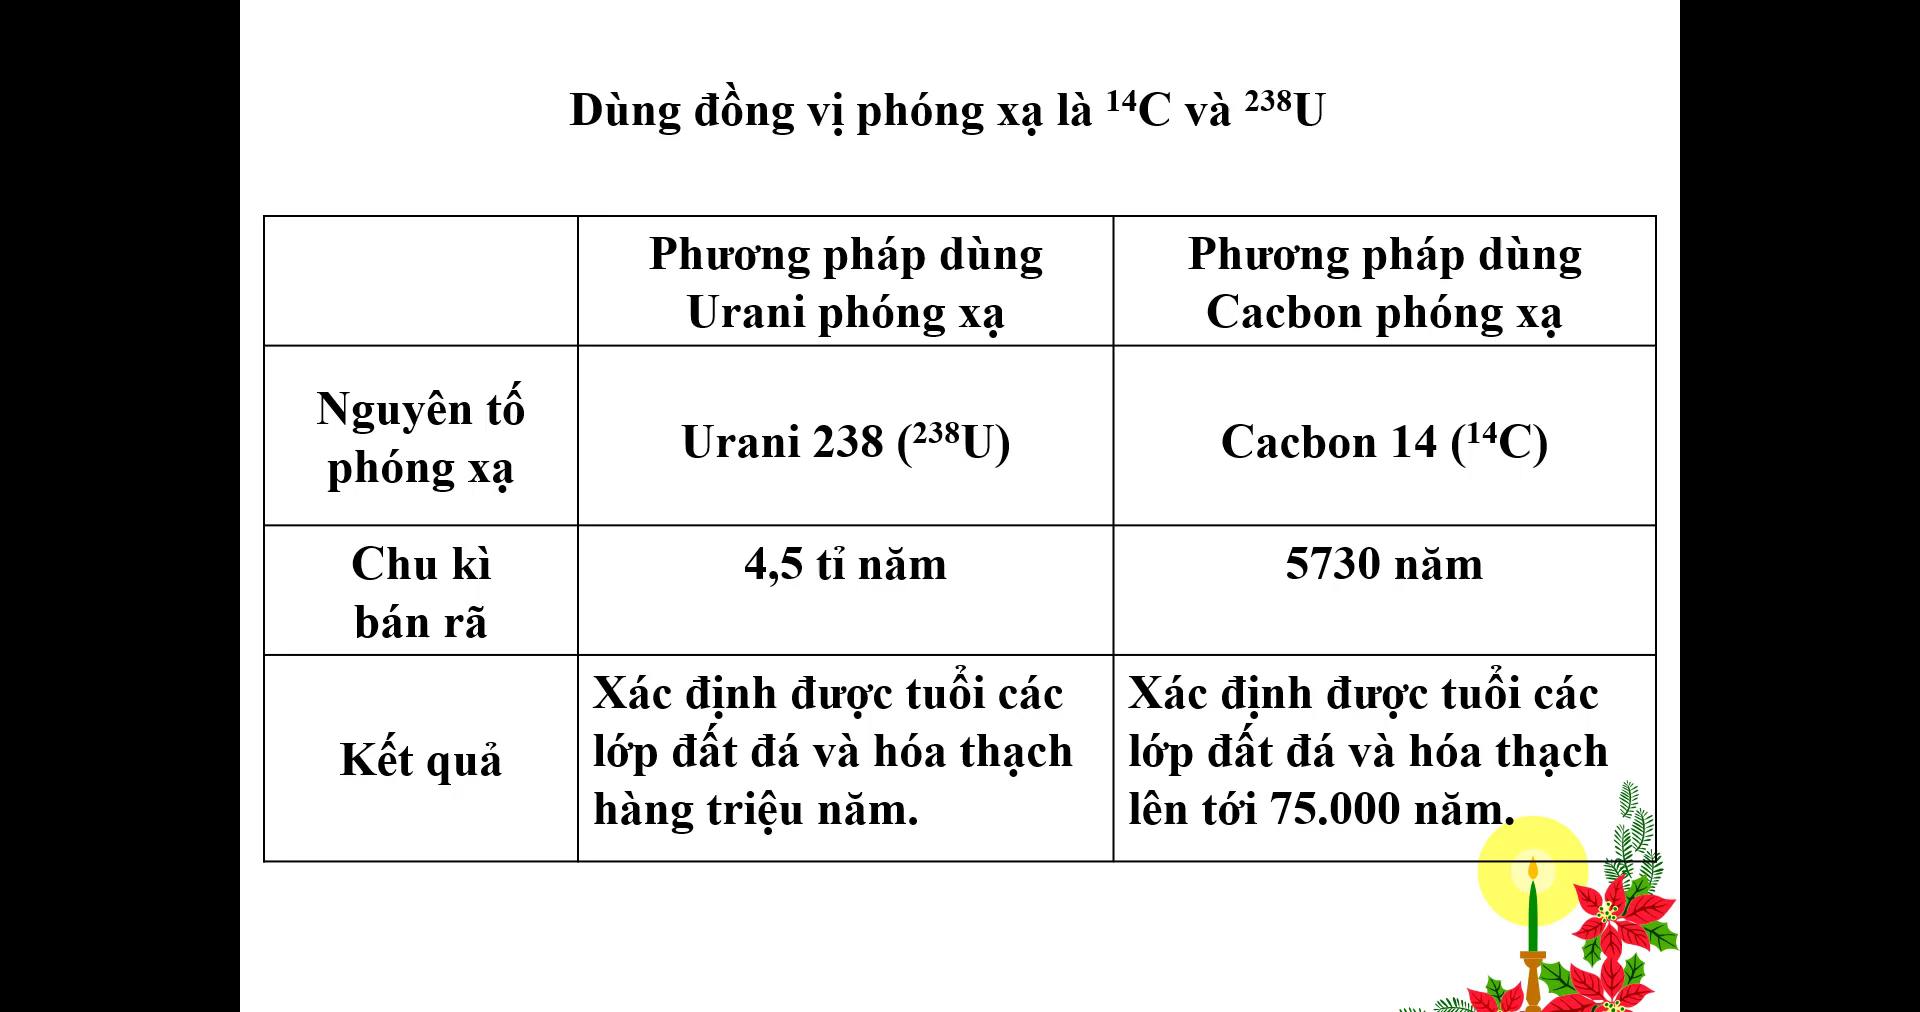 Dùng đồng vị phóng xạ là ¹⁴C và ²³⁸U
Phương pháp dùng
Urani phóng xạ
Phương pháp dùng
Cacbon phóng xạ
Nguyên tố
phóng xạ
Urani 238 (²³⁸U)
Cacbon 14 (¹⁴C)
Chu kì
bán rã
4,5 tỉ năm
5730 năm
Kết quả
Xác định được tuổi các
lớp đất đá và hóa thạch
hàng triệu năm.
Xác định được tuổi các
lớp đất đá và hóa thạch
lên tới 75.000 năm.